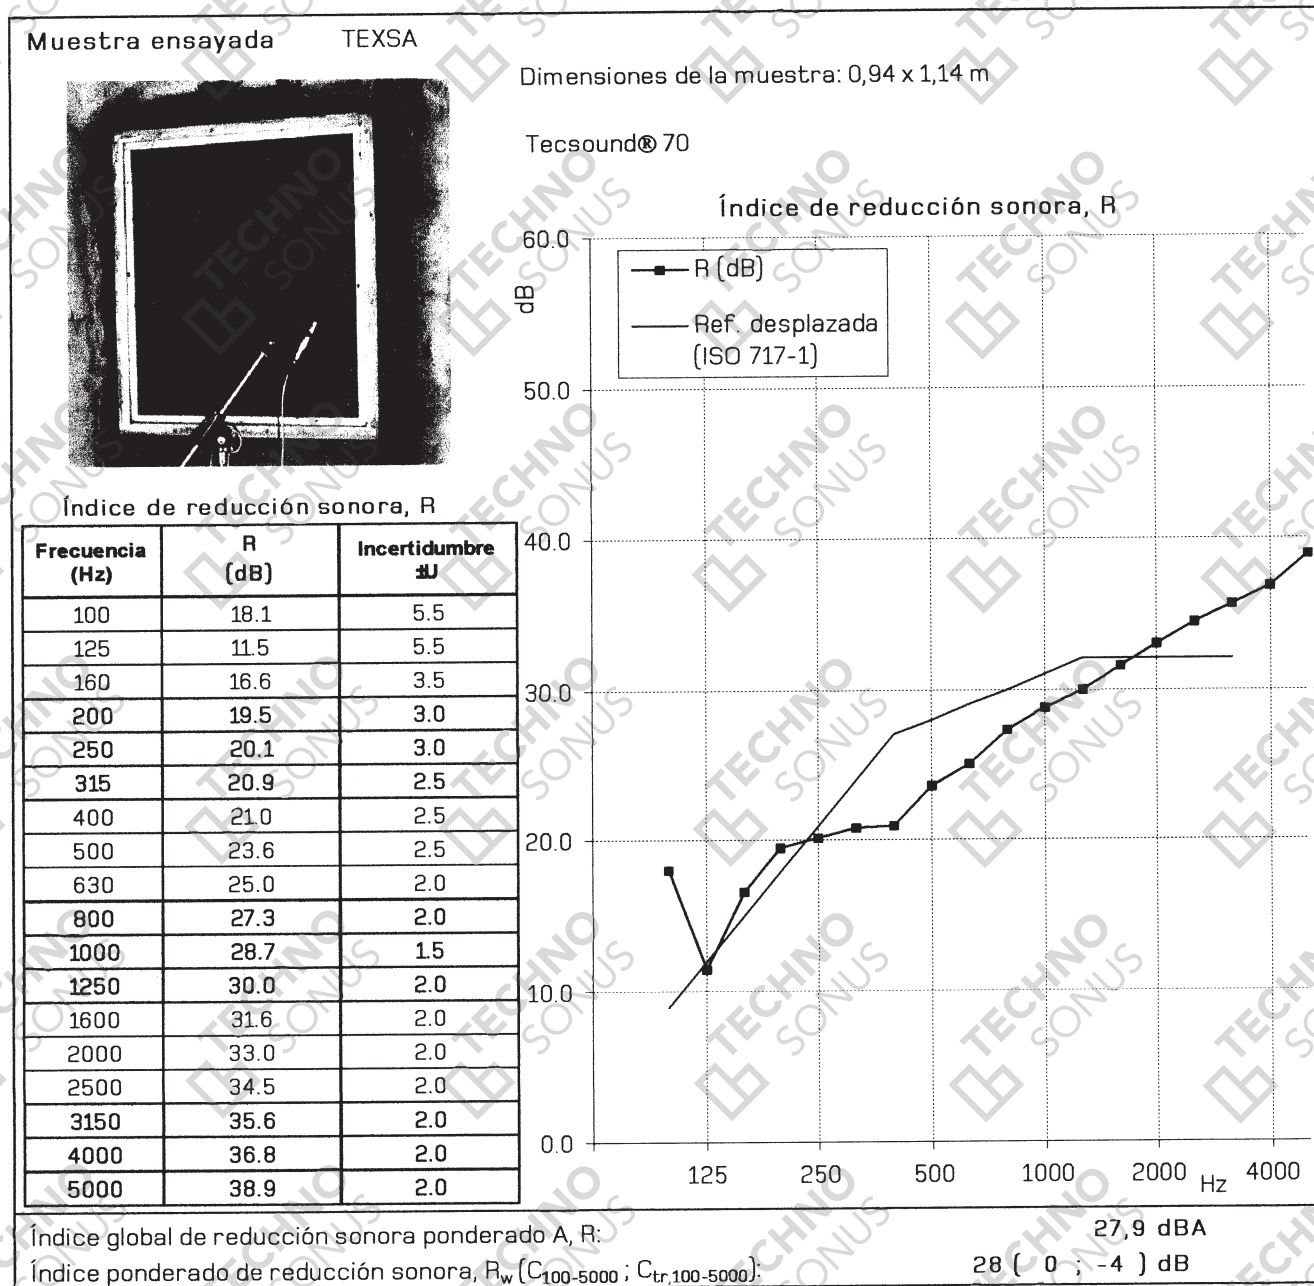 Muestra ensayada TEXSA
Dimensiones de la muestra: 0,94 x 1,14 m
Tecsound® 70
Índice de reducción sonora, R
60.0
50.0
40.0
30.0
20.0
10.0
0.0
dB
R (dB)
Ref. desplazada
(ISO 717-1)
125 250 500 1000 2000 Hz 4000
Índice de reducción sonora, R
Frecuencia (Hz) R (dB) Incertidumbre ±U
100 18.1 5.5
125 11.5 5.5
160 16.6 3.5
200 19.5 3.0
250 20.1 3.0
315 20.9 2.5
400 21.0 2.5
500 23.6 2.5
630 25.0 2.0
800 27.3 2.0
1000 28.7 1.5
1250 30.0 2.0
1600 31.6 2.0
2000 33.0 2.0
2500 34.5 2.0
3150 35.6 2.0
4000 36.8 2.0
5000 38.9 2.0
Índice global de reducción sonora ponderado A, R: 27,9 dBA
Índice ponderado de reducción sonora, Rw (C100-5000 ; Ctr,100-5000): 28 ( 0 ; -4 ) dB
TECHNO
SONUS